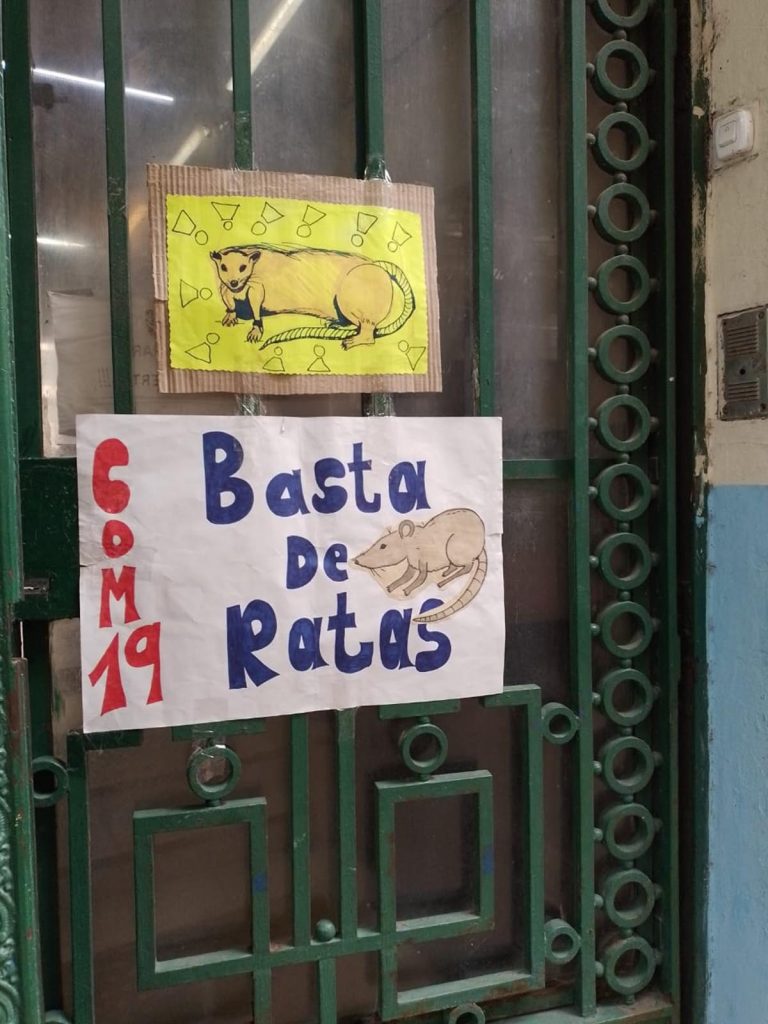 COM 19
Basta
De
Ratas